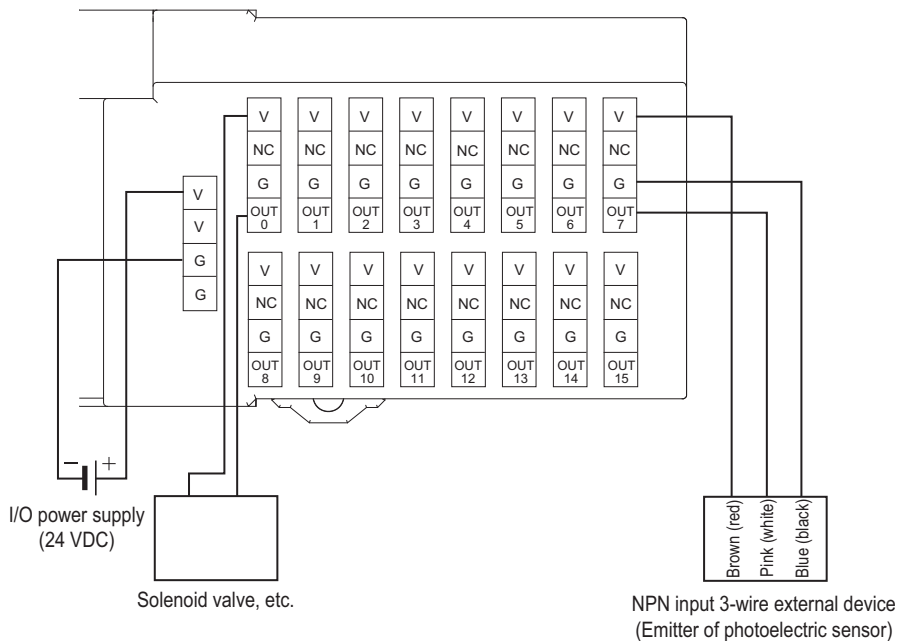 V V V V V V V V
NC NC NC NC NC NC NC NC
G G G G G G G G
OUT 0 OUT 1 OUT 2 OUT 3 OUT 4 OUT 5 OUT 6 OUT 7
V
V
G
G
V V V V V V V V
NC NC NC NC NC NC NC NC
G G G G G G G G
OUT 8 OUT 9 OUT 10 OUT 11 OUT 12 OUT 13 OUT 14 OUT 15
− +
I/O power supply
(24 VDC)
Solenoid valve, etc.
Brown (red)
Pink (white)
Blue (black)
NPN input 3-wire external device
(Emitter of photoelectric sensor)